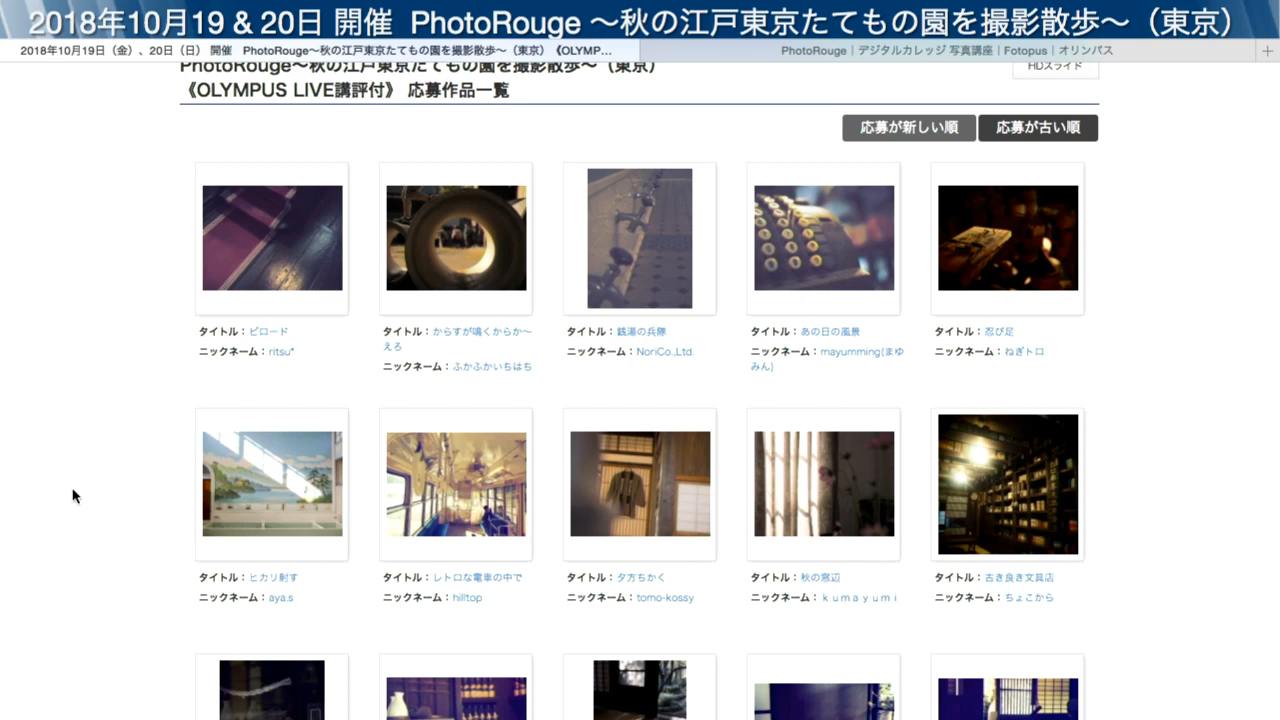 2018年10月19 & 20日 開催 PhotoRouge 〜秋の江戸東京たてもの園を撮影散歩〜（東京）
2018年10月19日（金）、20日（日） 開催 PhotoRouge〜秋の江戸東京たてもの園を撮影散歩〜（東京）《OLYMP...
PhotoRouge｜デジタルカレッジ 写真講座｜Fotopus｜オリンパス
PhotoRouge〜秋の江戸東京たてもの園を撮影散歩〜（東京）
HDスライド
《OLYMPUS LIVE講評付》 応募作品一覧
応募が新しい順
応募が古い順
タイトル：ビロード
ニックネーム：ritsu*
タイトル：からすが鳴くからか〜
えろ
ニックネーム：ふかふかいちはち
タイトル：銭湯の兵隊
ニックネーム：NoriCo.,Ltd.
タイトル：あの日の風景
ニックネーム：mayumming(まゆ
みん)
タイトル：忍び足
ニックネーム：ねぎトロ
タイトル：ヒカリ射す
ニックネーム：aya.s
タイトル：レトロな電車の中で
ニックネーム：hilltop
タイトル：夕方ちかく
ニックネーム：tomo-kossy
タイトル：秋の窓辺
ニックネーム：ｋｕｍａｙｕｍｉ
タイトル：古き良き文具店
ニックネーム：ちょこから